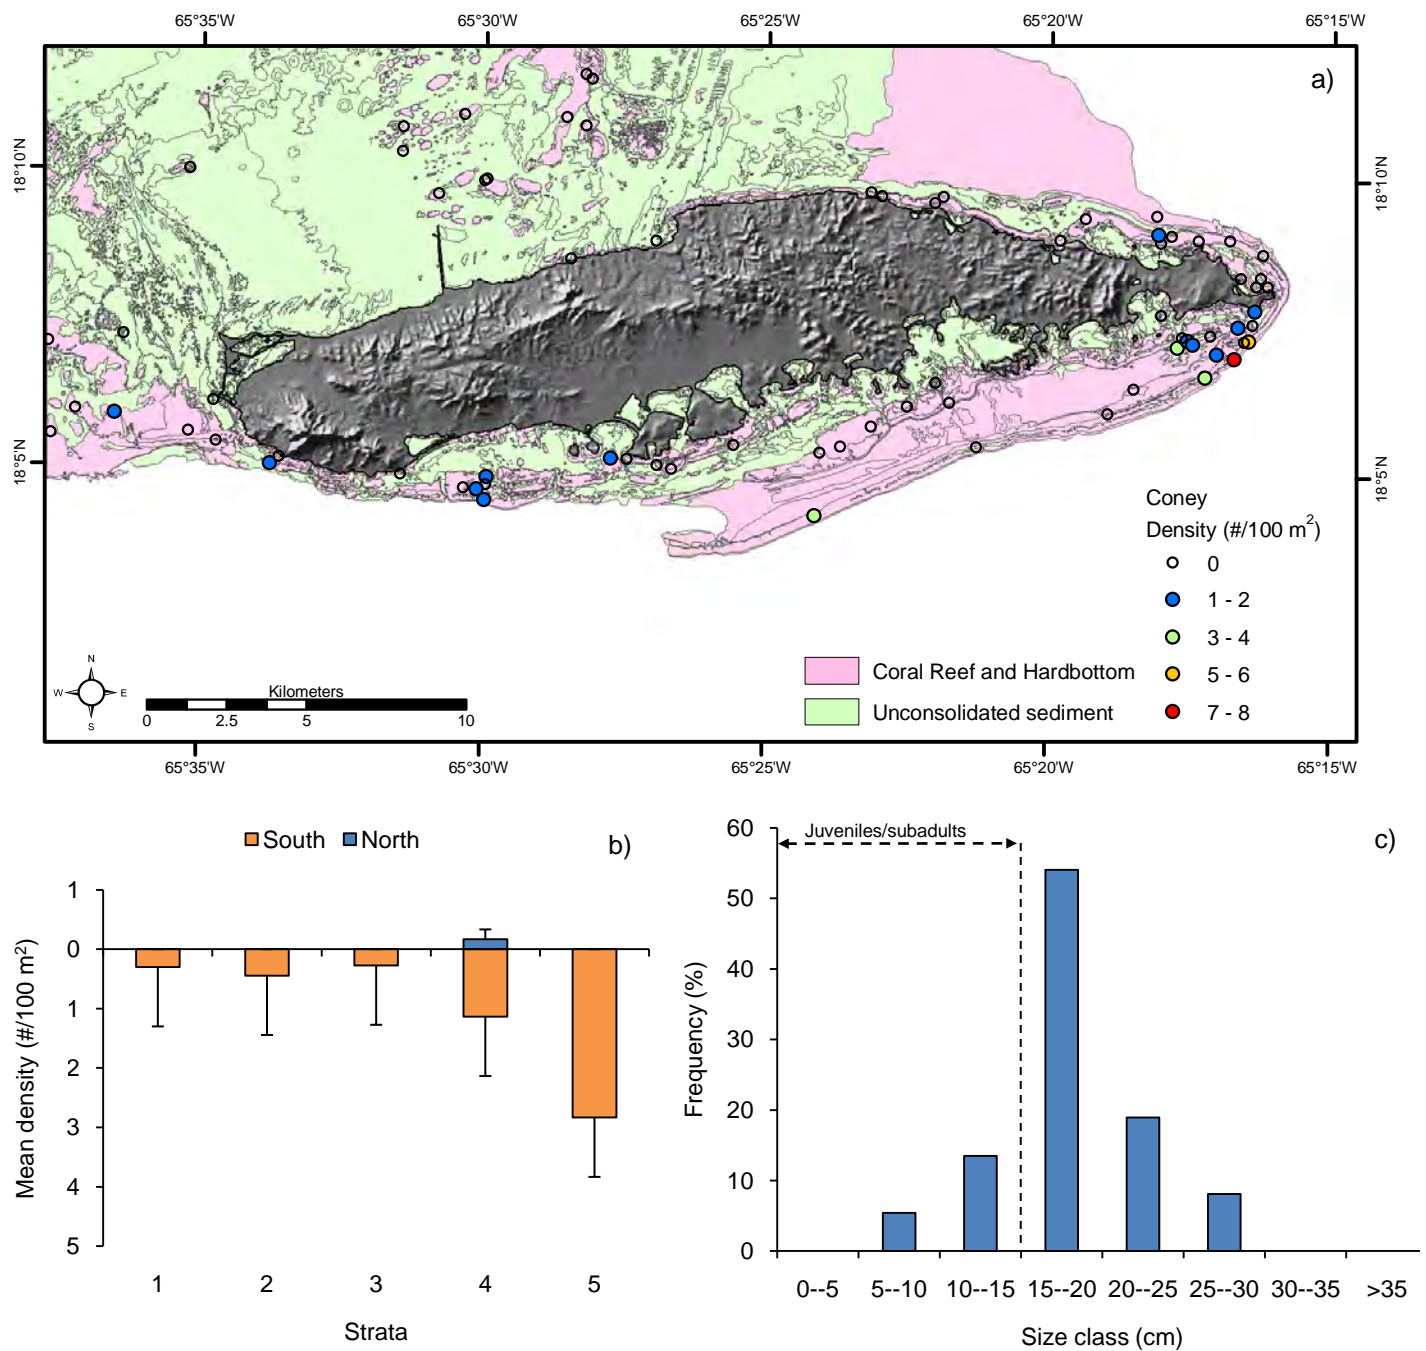 65°35'W 65°30'W 65°25'W 65°20'W 65°15'W
a)
18°10'N 18°10'N
18°5'N 18°5'N
Coney
Density (#/100 m²)
0
1 - 2
3 - 4
5 - 6
7 - 8
Coral Reef and Hardbottom
Unconsolidated sediment
N
W E
S
Kilometers
0 2.5 5 10
65°35'W 65°30'W 65°25'W 65°20'W 65°15'W
South North
b)
1
0
1
2
3
4
5
Mean density (#/100 m²)
1 2 3 4 5
Strata
c)
Juveniles/subadults
60
50
40
30
20
10
0
Frequency (%)
0--5 5--10 10--15 15--20 20--25 25--30 30--35 >35
Size class (cm)